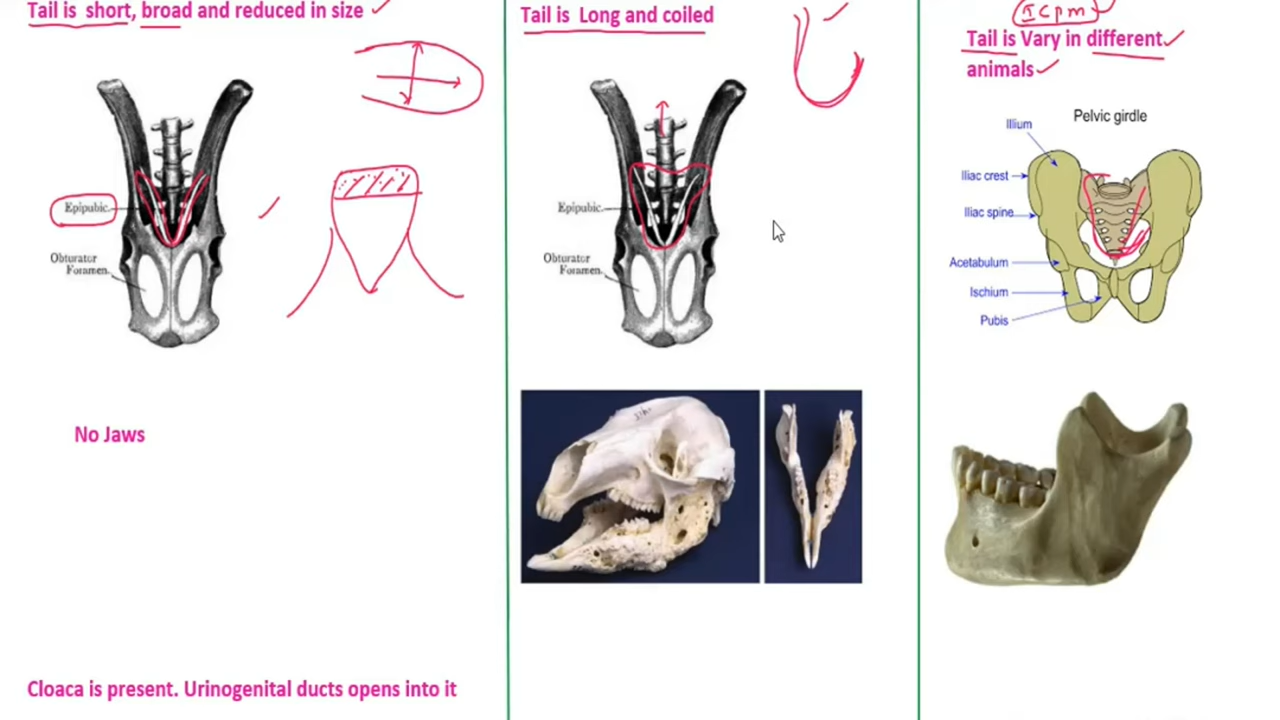 Tail is short, broad and reduced in size
Epipubic
Obturator
Foramen
No Jaws
Cloaca is present. Urinogenital ducts opens into it
Tail is Long and coiled
Epipubic
Obturator
Foramen
Tail is Vary in different
animals
Pelvic girdle
Illium
Iliac crest
Iliac spine
Acetabulum
Ischium
Pubis